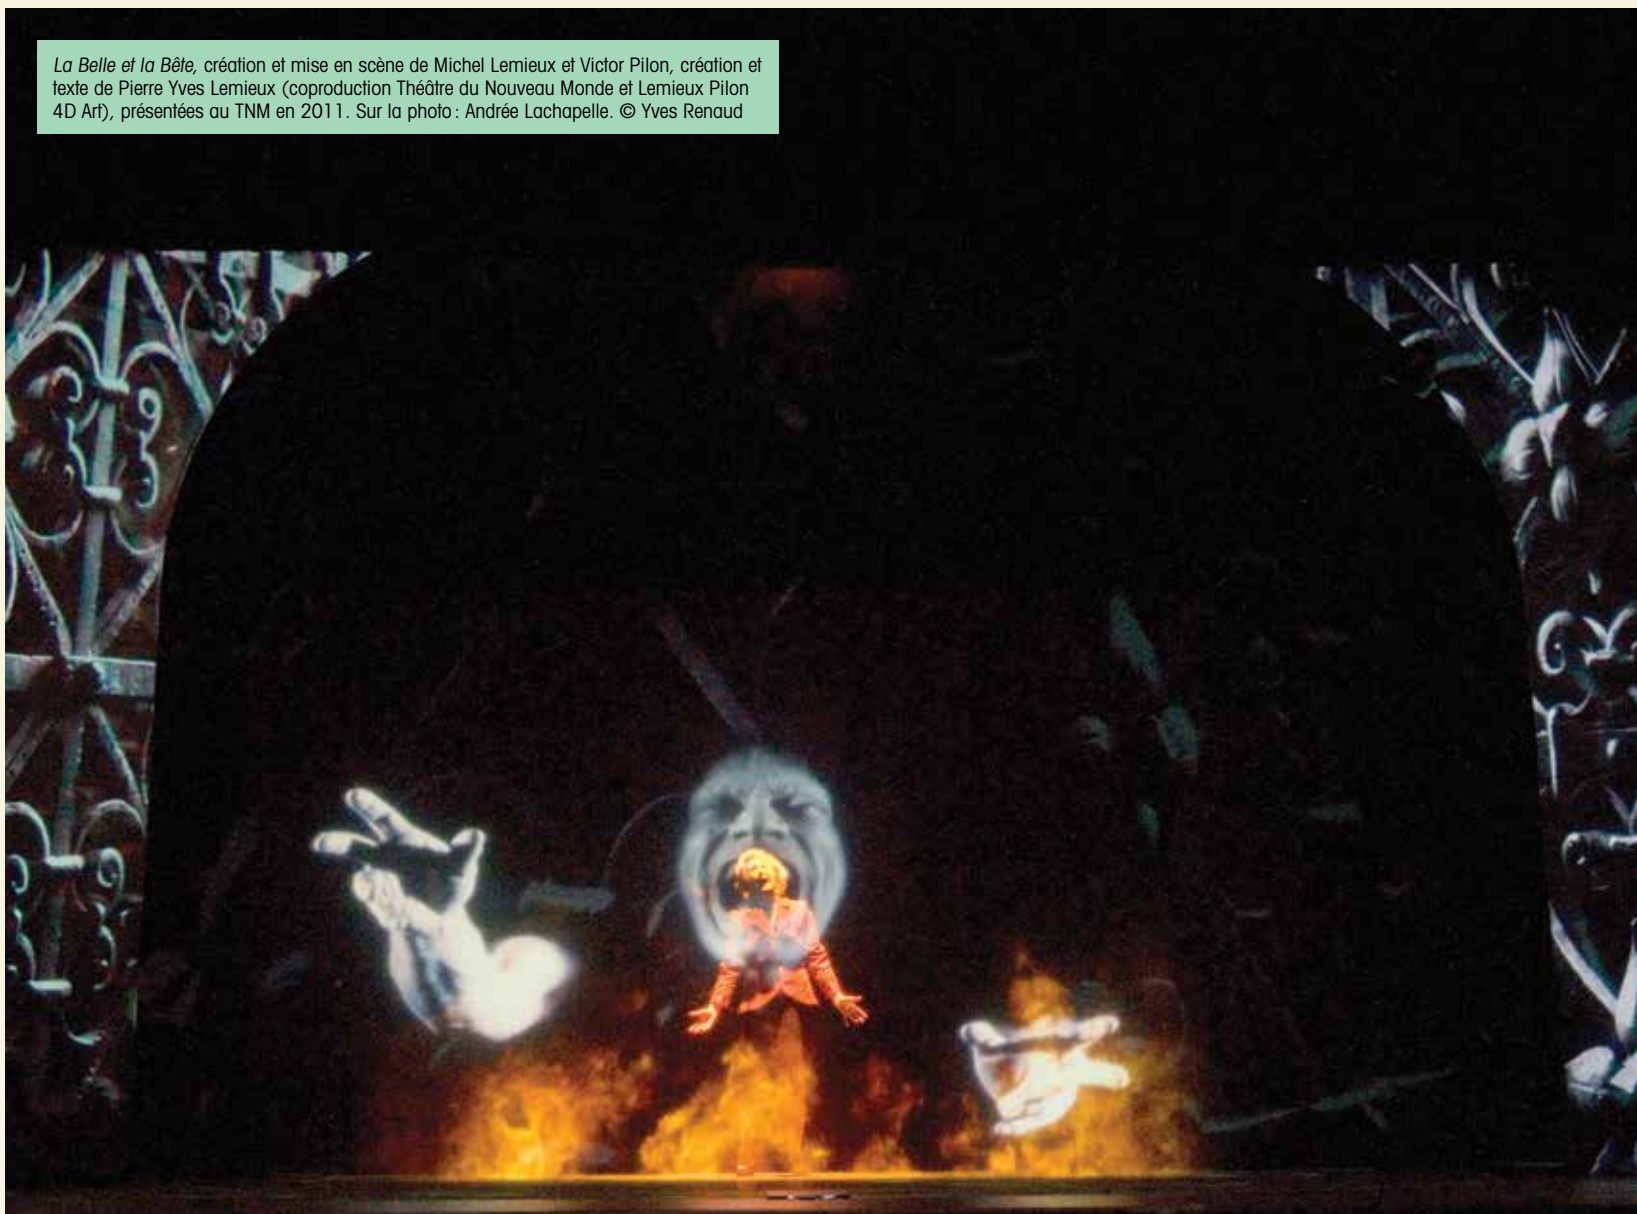 La Belle et la Bête, création et mise en scène de Michel Lemieux et Victor Pilon, création et
texte de Pierre Yves Lemieux (coproduction Théâtre du Nouveau Monde et Lemieux Pilon
4D Art), présentées au TNM en 2011. Sur la photo : Andrée Lachapelle. © Yves Renaud